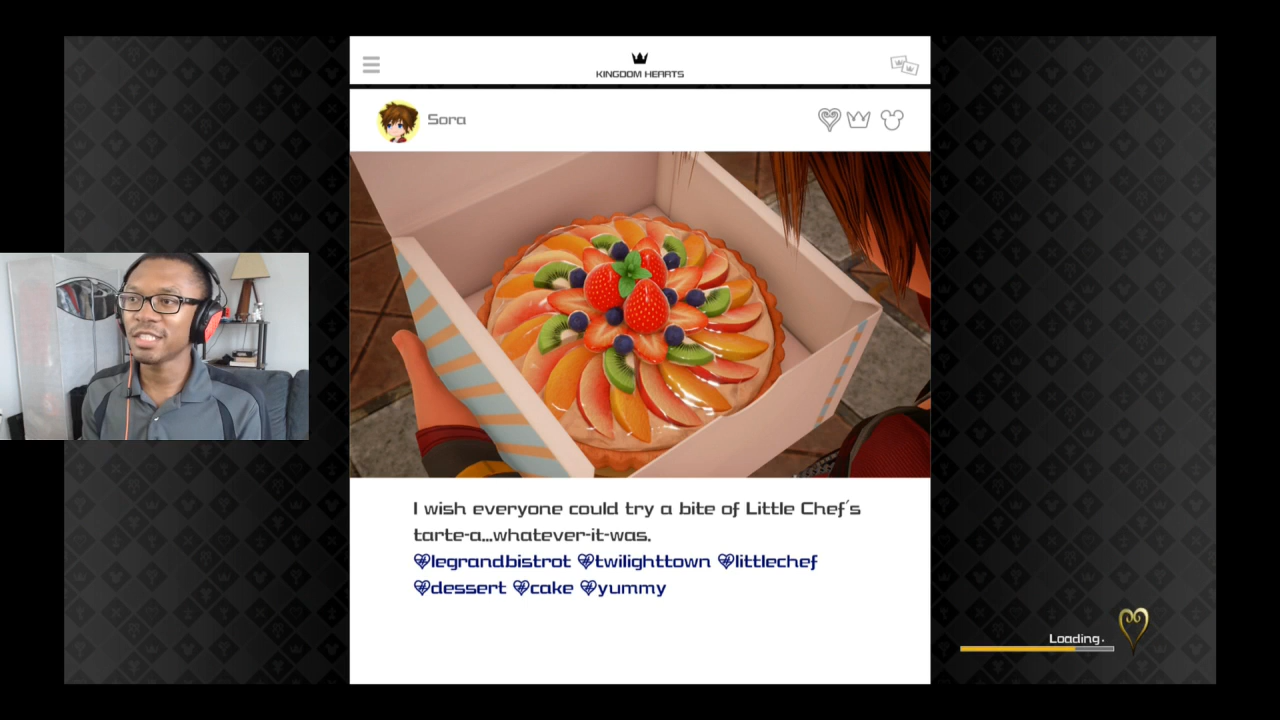 KINGDOM HEARTS
Sora
I wish everyone could try a bite of Little Chef's
tarte-a...whatever-it-was.
legrandbistrot twilighttown littlechef
dessert cake yummy
Loading.